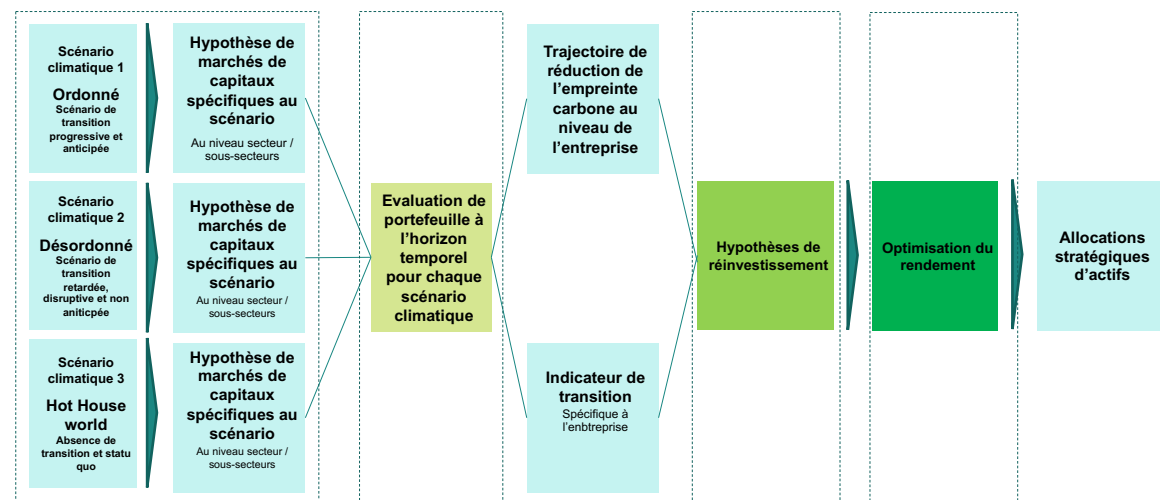 Scénario
climatique 1
Ordonné
Scénario de
transition
progressive et
anticipée
Hypothèse de
marchés de
capitaux
spécifiques au
scénario
Au niveau secteur /
sous-secteurs
Scénario
climatique 2
Désordonné
Scénario de
transition
retardée,
disruptive et non
aniticpée
Hypothèse de
marchés de
capitaux
spécifiques au
scénario
Au niveau secteur /
sous-secteurs
Scénario
climatique 3
Hot House
world
Absence de
transition et statu
quo
Hypothèse de
marchés de
capitaux
spécifiques au
scénario
Au niveau secteur /
sous-secteurs
Evaluation de
portefeuille à
l’horizon
temporel
pour chaque
scénario
climatique
Trajectoire de
réduction de
l’empreinte
carbone au
niveau de
l’entreprise
Indicateur de
transition
Spécifique à
l’enbtreprise
Hypothèses de
réinvestissement
Optimisation du
rendement
Allocations
stratégiques
d’actifs